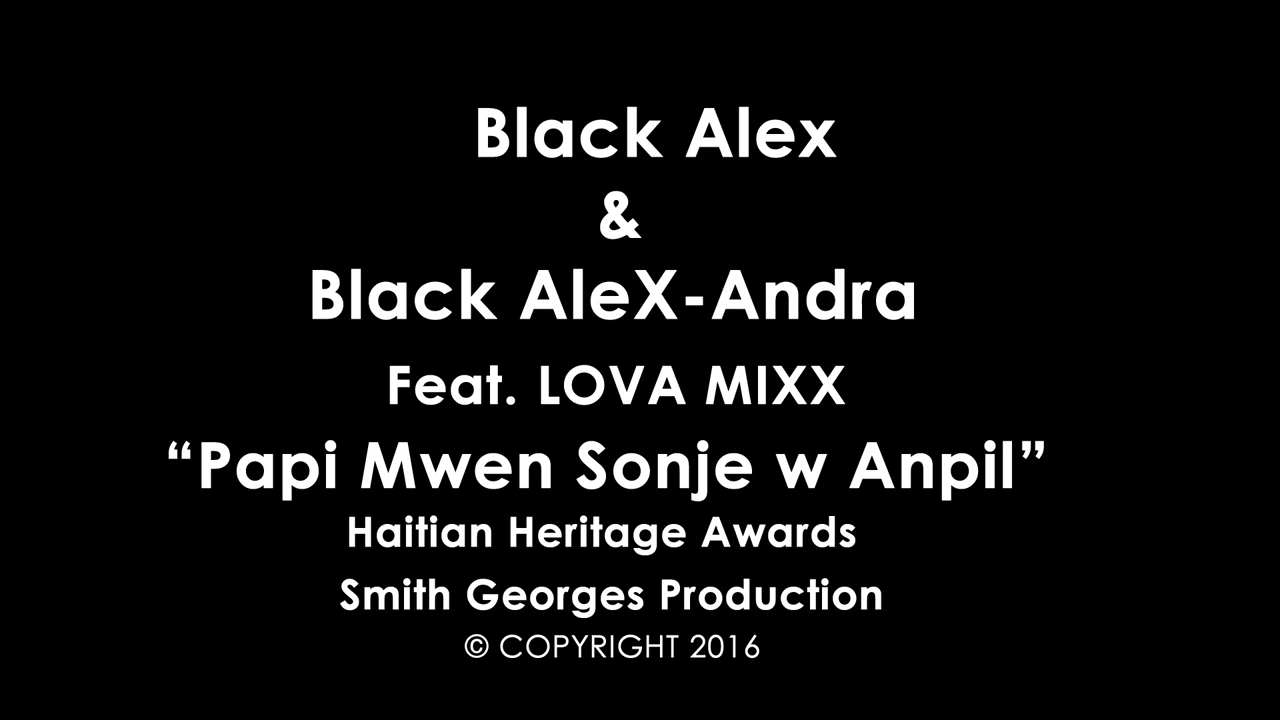 Black Alex
&
Black AleX-Andra
Feat. LOVA MIXX
“Papi Mwen Sonje w Anpil”
Haitian Heritage Awards
Smith Georges Production
© COPYRIGHT 2016